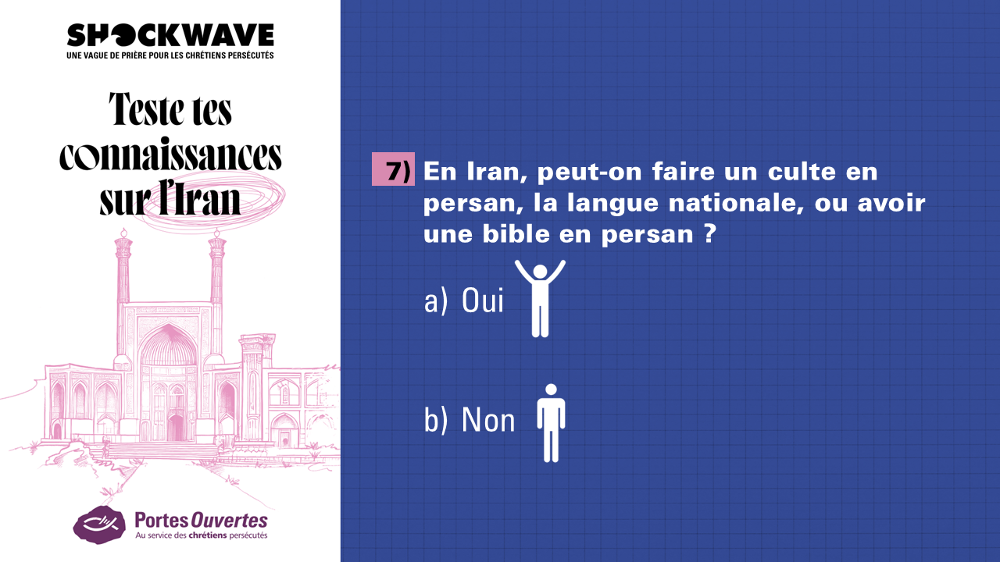 SHOCKWAVE
UNE VAGUE DE PRIÈRE POUR LES CHRÉTIENS PERSÉCUTÉS
Teste tes
connaissances
sur l'Iran
Portes Ouvertes
Au service des chrétiens persécutés
7) En Iran, peut-on faire un culte en
persan, la langue nationale, ou avoir
une bible en persan ?
a) Oui
b) Non